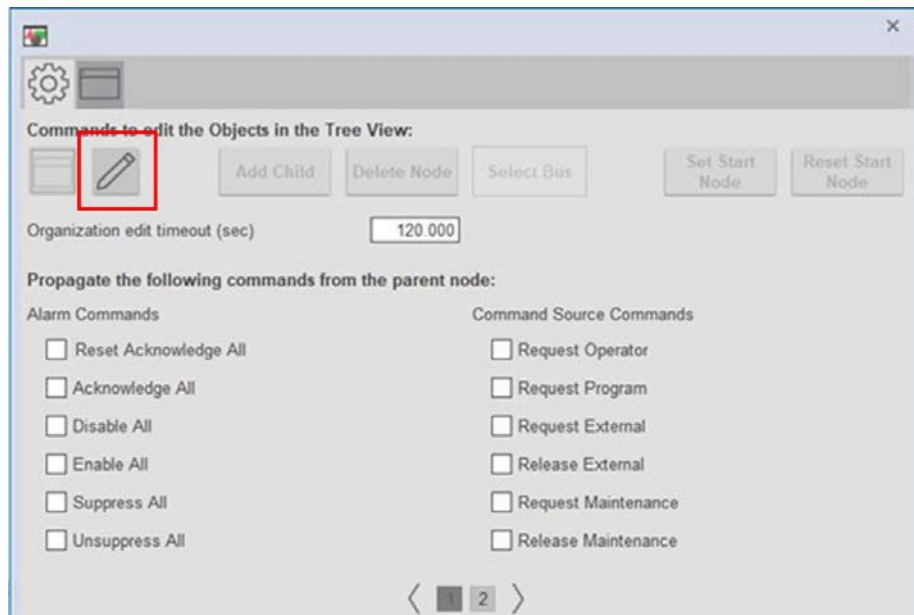 Commands to edit the Objects in the Tree View:
Add Child
Delete Node
Select Bus
Set Start
Node
Reset Start
Node
Organization edit timeout (sec)
120.000
Propagate the following commands from the parent node:
Alarm Commands
Command Source Commands
Reset Acknowledge All
Request Operator
Acknowledge All
Request Program
Disable All
Request External
Enable All
Release External
Suppress All
Request Maintenance
Unsuppress All
Release Maintenance
1
2